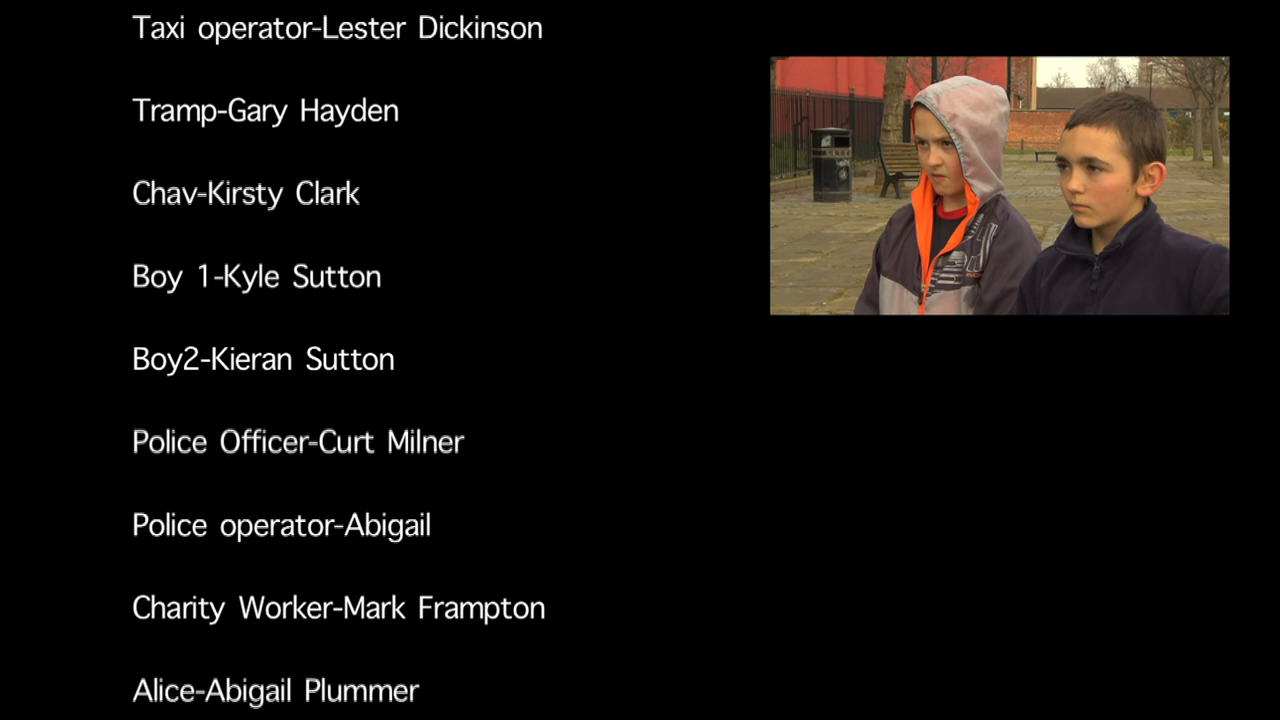 Taxi operator-Lester Dickinson
Tramp-Gary Hayden
Chav-Kirsty Clark
Boy 1-Kyle Sutton
Boy2-Kieran Sutton
Police Officer-Curt Milner
Police operator-Abigail
Charity Worker-Mark Frampton
Alice-Abigail Plummer